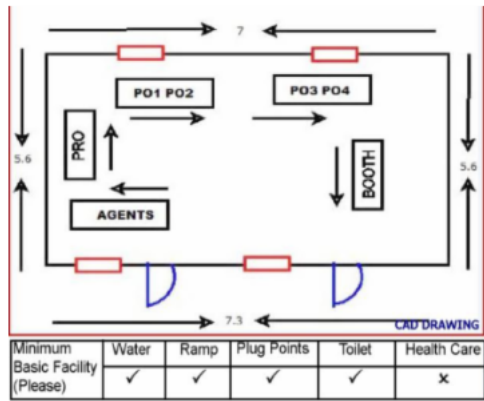 7
PO1 PO2
PO3 PO4
PRO
BOOTH
5.6
5.6
AGENTS
7.3
CAD DRAWING
Minimum Basic Facility (Please)
Water
Ramp
Plug Points
Toilet
Health Care
✓
✓
✓
✓
x